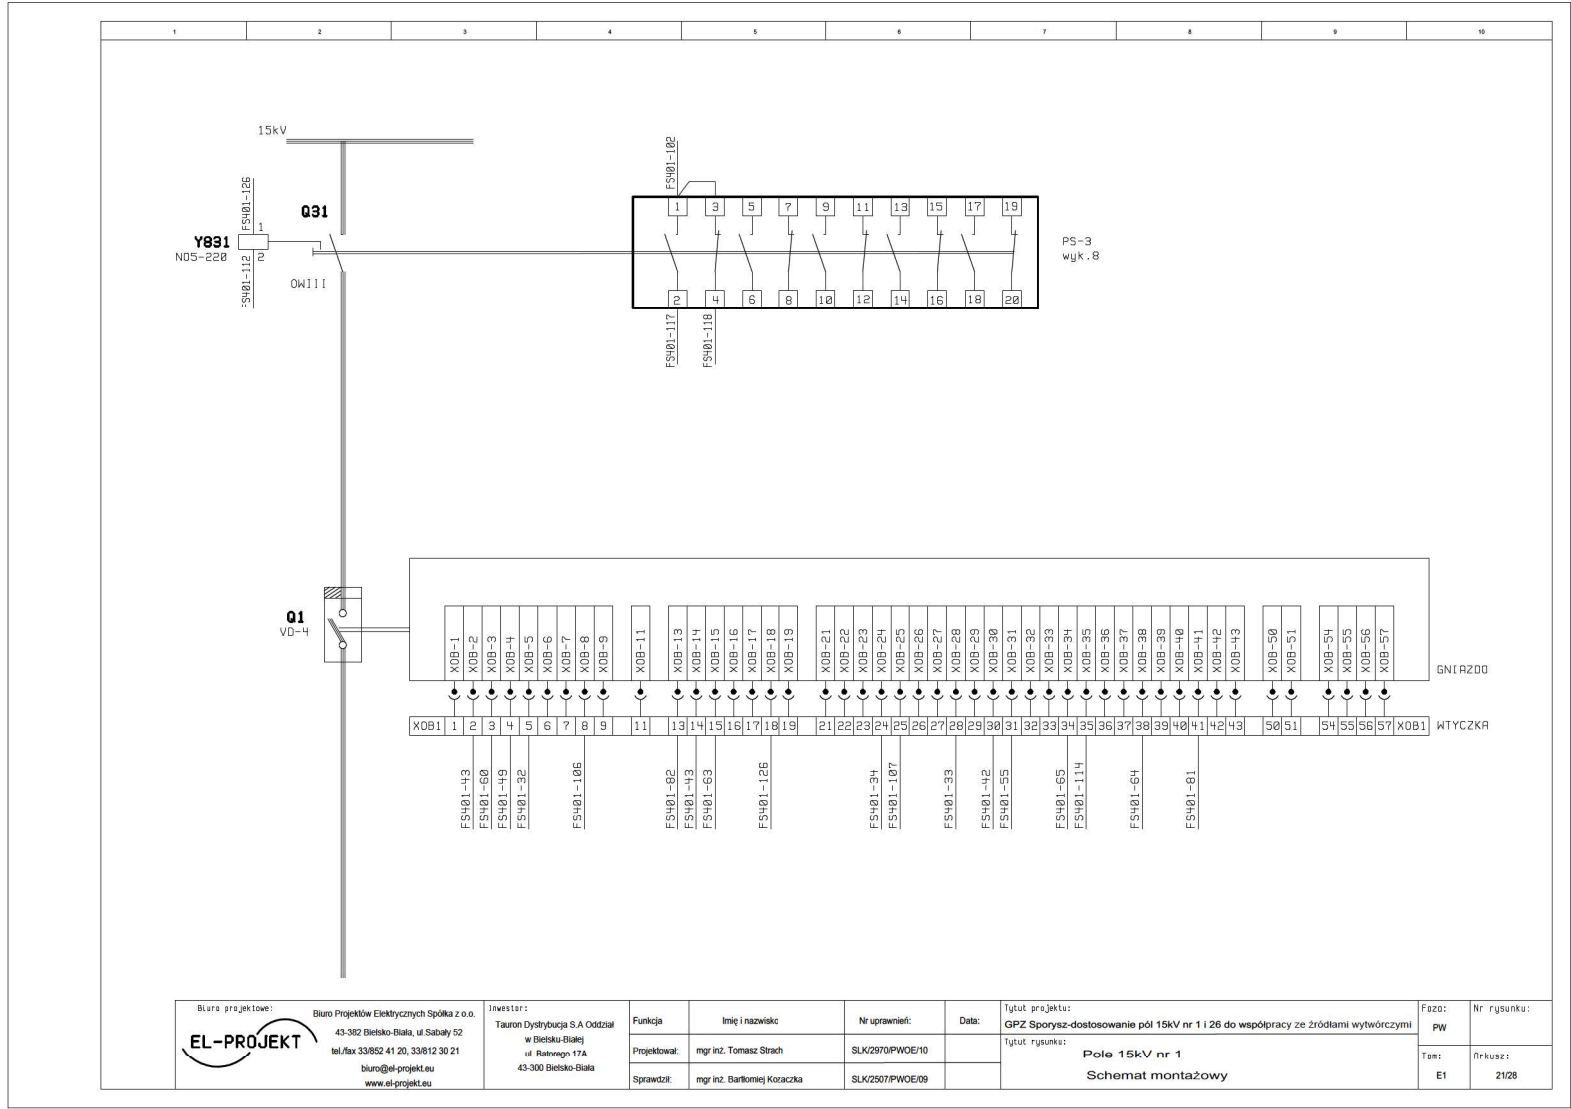 1 2 3 4 5 6 7 8 9 10
15kV
FS401-126
FS401-102
Q31
1
Y831
NO5-220
2
FS401-112
OWIII
1 3 5 7 9 11 13 15 17 19
PS-3
wyk.8
2 4 6 8 10 12 14 16 18 20
FS401-117 FS401-118
Q1
VD-4
XOB-1 XOB-2 XOB-3 XOB-4 XOB-5 XOB-6 XOB-7 XOB-8 XOB-9 XOB-11 XOB-13 XOB-14 XOB-15 XOB-16 XOB-17 XOB-18 XOB-19 XOB-21 XOB-22 XOB-23 XOB-24 XOB-25 XOB-26 XOB-27 XOB-28 XOB-29 XOB-30 XOB-31 XOB-32 XOB-33 XOB-34 XOB-35 XOB-36 XOB-37 XOB-38 XOB-39 XOB-40 XOB-41 XOB-42 XOB-43 XOB-50 XOB-51 XOB-54 XOB-55 XOB-56 XOB-57
GNIAZDO
XOB1 1 2 3 4 5 6 7 8 9 11 13 14 15 16 17 18 19 21 22 23 24 25 26 27 28 29 30 31 32 33 34 35 36 37 38 39 40 41 42 43 50 51 54 55 56 57 XOB1 WTYCZKA
FS401-43 FS401-60 FS401-49 FS401-32 FS401-106 FS401-82 FS401-43 FS401-63 FS401-126 FS401-34 FS401-107 FS401-33 FS401-42 FS401-55 FS401-65 FS401-114 FS401-64 FS401-81
Biuro projektowe:
EL-PROJEKT
Biuro Projektów Elektrycznych Spółka z o.o.
43-382 Bielsko-Biała, ul.Sabały 52
tel./fax 33/852 41 20, 33/812 30 21
biuro@el-projekt.eu
www.el-projekt.eu
Inwestor:
Tauron Dystrybucja S.A Oddział
w Bielsku-Białej
ul. Batorego 17A
43-300 Bielsko-Biała
Funkcja Imię i nazwisko Nr uprawnień: Data:
Projektował: mgr inż. Tomasz Strach SLK/2970/PWOE/10
Sprawdził: mgr inż. Bartłomiej Kozaczka SLK/2507/PWOE/09
Tytuł projektu:
GPZ Sporysz-dostosowanie pól 15kV nr 1 i 26 do współpracy ze źródłami wytwórczymi
Tytuł rysunku:
Pole 15kV nr 1
Schemat montażowy
Faza:
PW
Nr rysunku:
Tom:
E1
Arkusz:
21/28